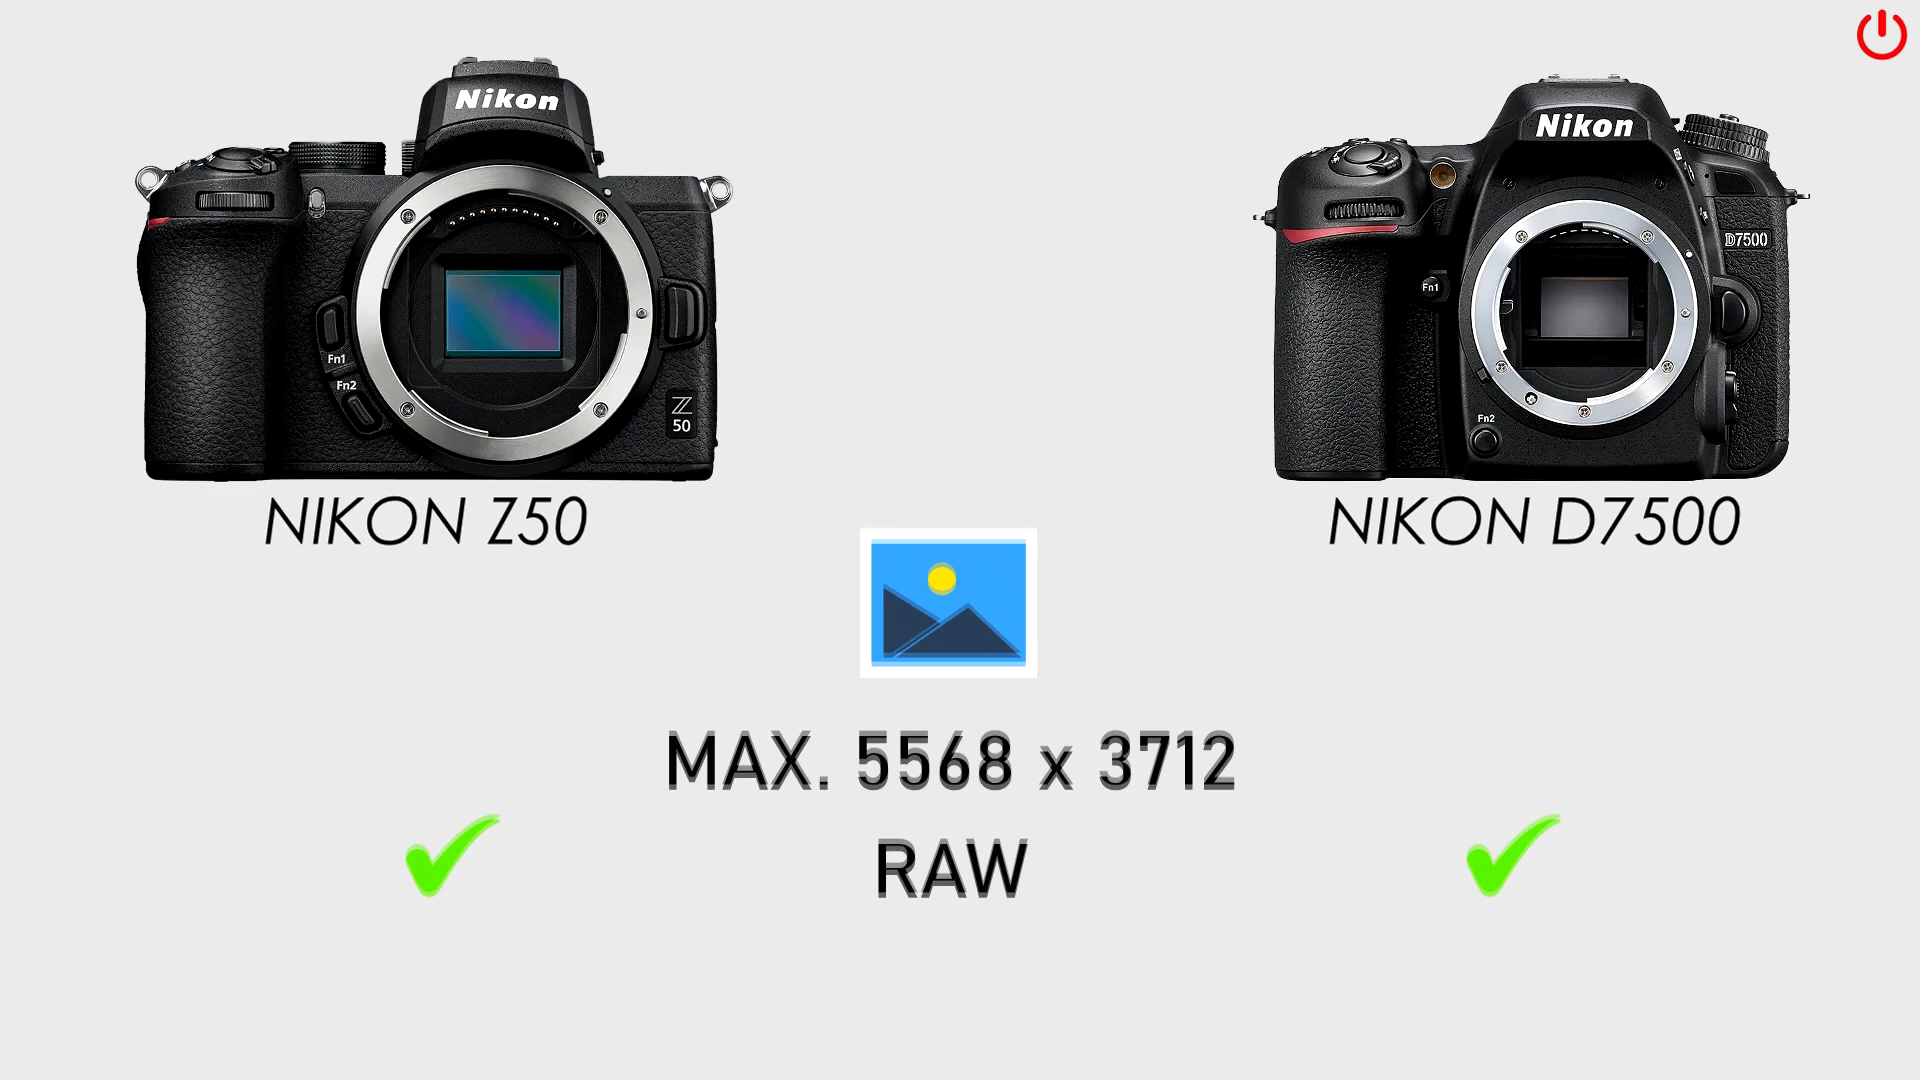 Nikon
Fn1
Fn2
Z
50
NIKON Z50
Nikon
D7500
Fn1
Fn2
NIKON D7500
MAX. 5568 x 3712
RAW